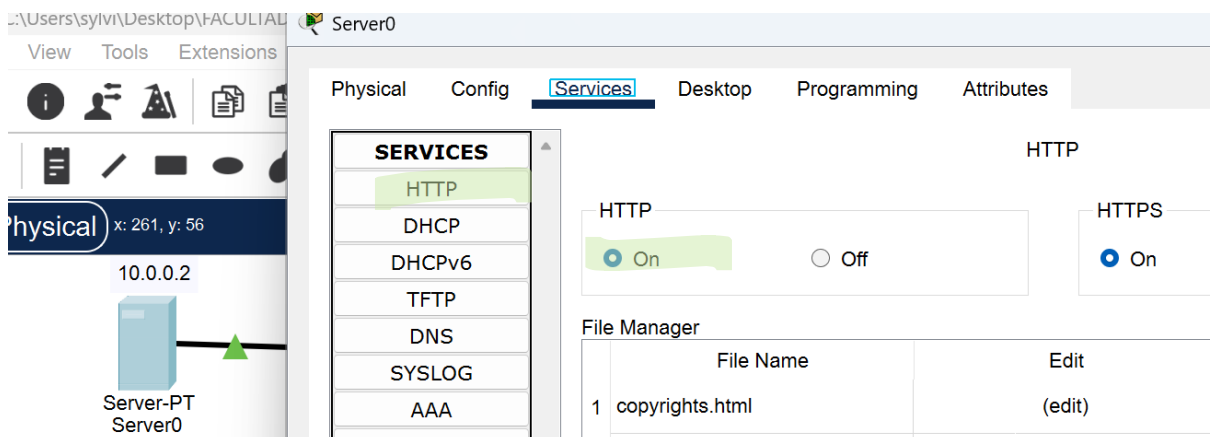 C:\Users\sylvi\Desktop\FACULTAD
Server0
View Tools Extensions
Physical Config Services Desktop Programming Attributes
SERVICES
HTTP
DHCP
DHCPv6
TFTP
DNS
SYSLOG
AAA
HTTP
HTTP
On Off
HTTPS
On
File Manager
File Name Edit
1 copyrights.html (edit)
Physical x: 261, y: 56
10.0.0.2
Server-PT
Server0